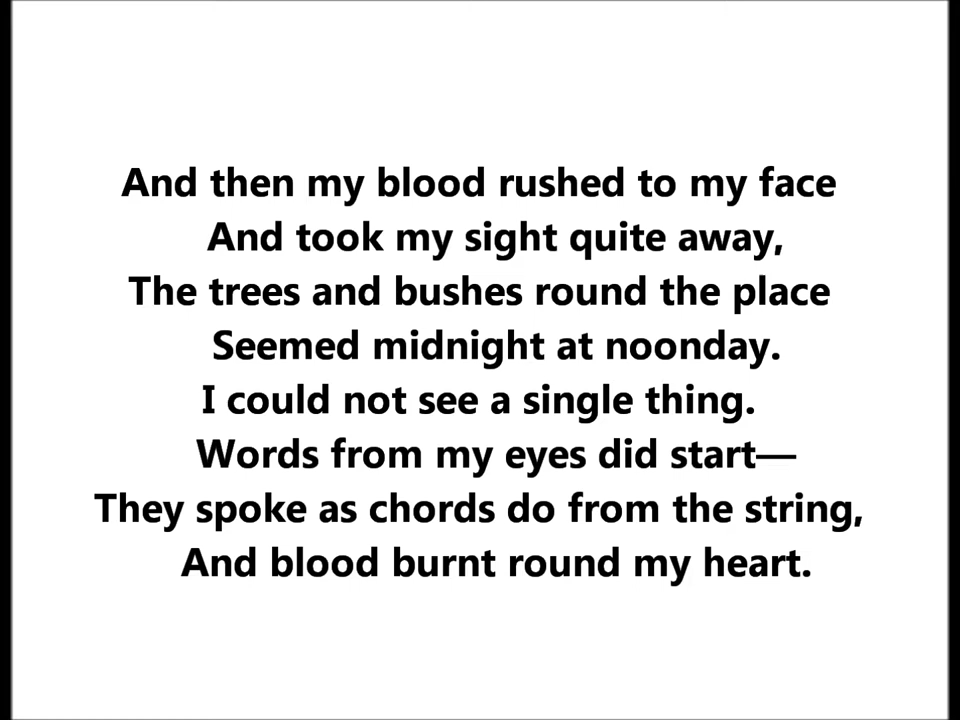 And then my blood rushed to my face
And took my sight quite away,
The trees and bushes round the place
Seemed midnight at noonday.
I could not see a single thing.
Words from my eyes did start—
They spoke as chords do from the string,
And blood burnt round my heart.